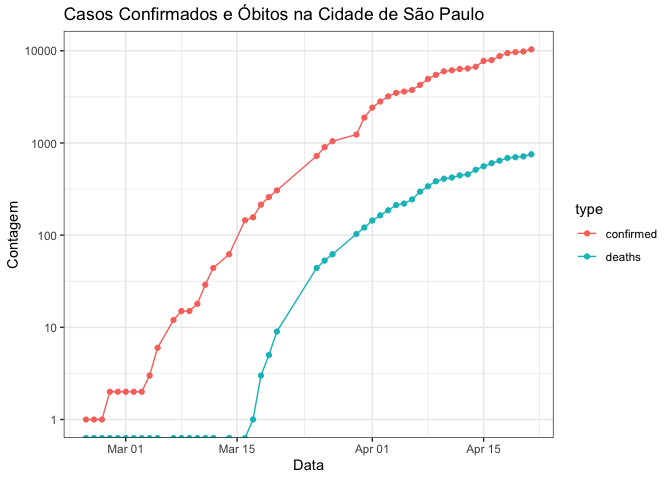 Casos Confirmados e Óbitos na Cidade de São Paulo
10000
1000
100
10
1
Contagem
Mar 01
Mar 15
Apr 01
Apr 15
Data
type
confirmed
deaths